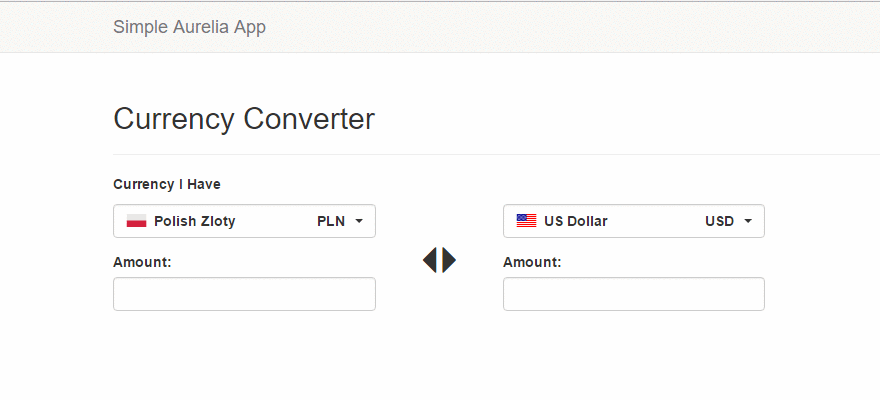 Simple Aurelia App
Currency Converter
Currency I Have
Polish Zloty PLN
US Dollar USD
Amount:
Amount: